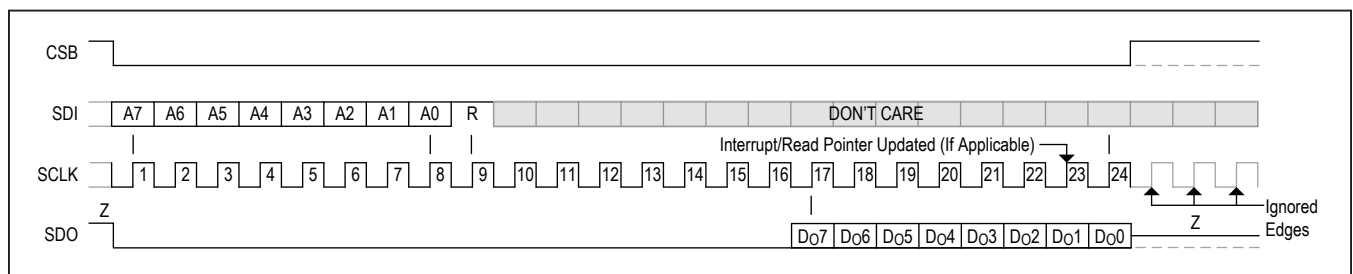 CSB
SDI A7 A6 A5 A4 A3 A2 A1 A0 R DON'T CARE
Interrupt/Read Pointer Updated (If Applicable)
SCLK 1 2 3 4 5 6 7 8 9 10 11 12 13 14 15 16 17 18 19 20 21 22 23 24
Z Z Ignored
SDO DO7 DO6 DO5 DO4 DO3 DO2 DO1 DO0 Edges